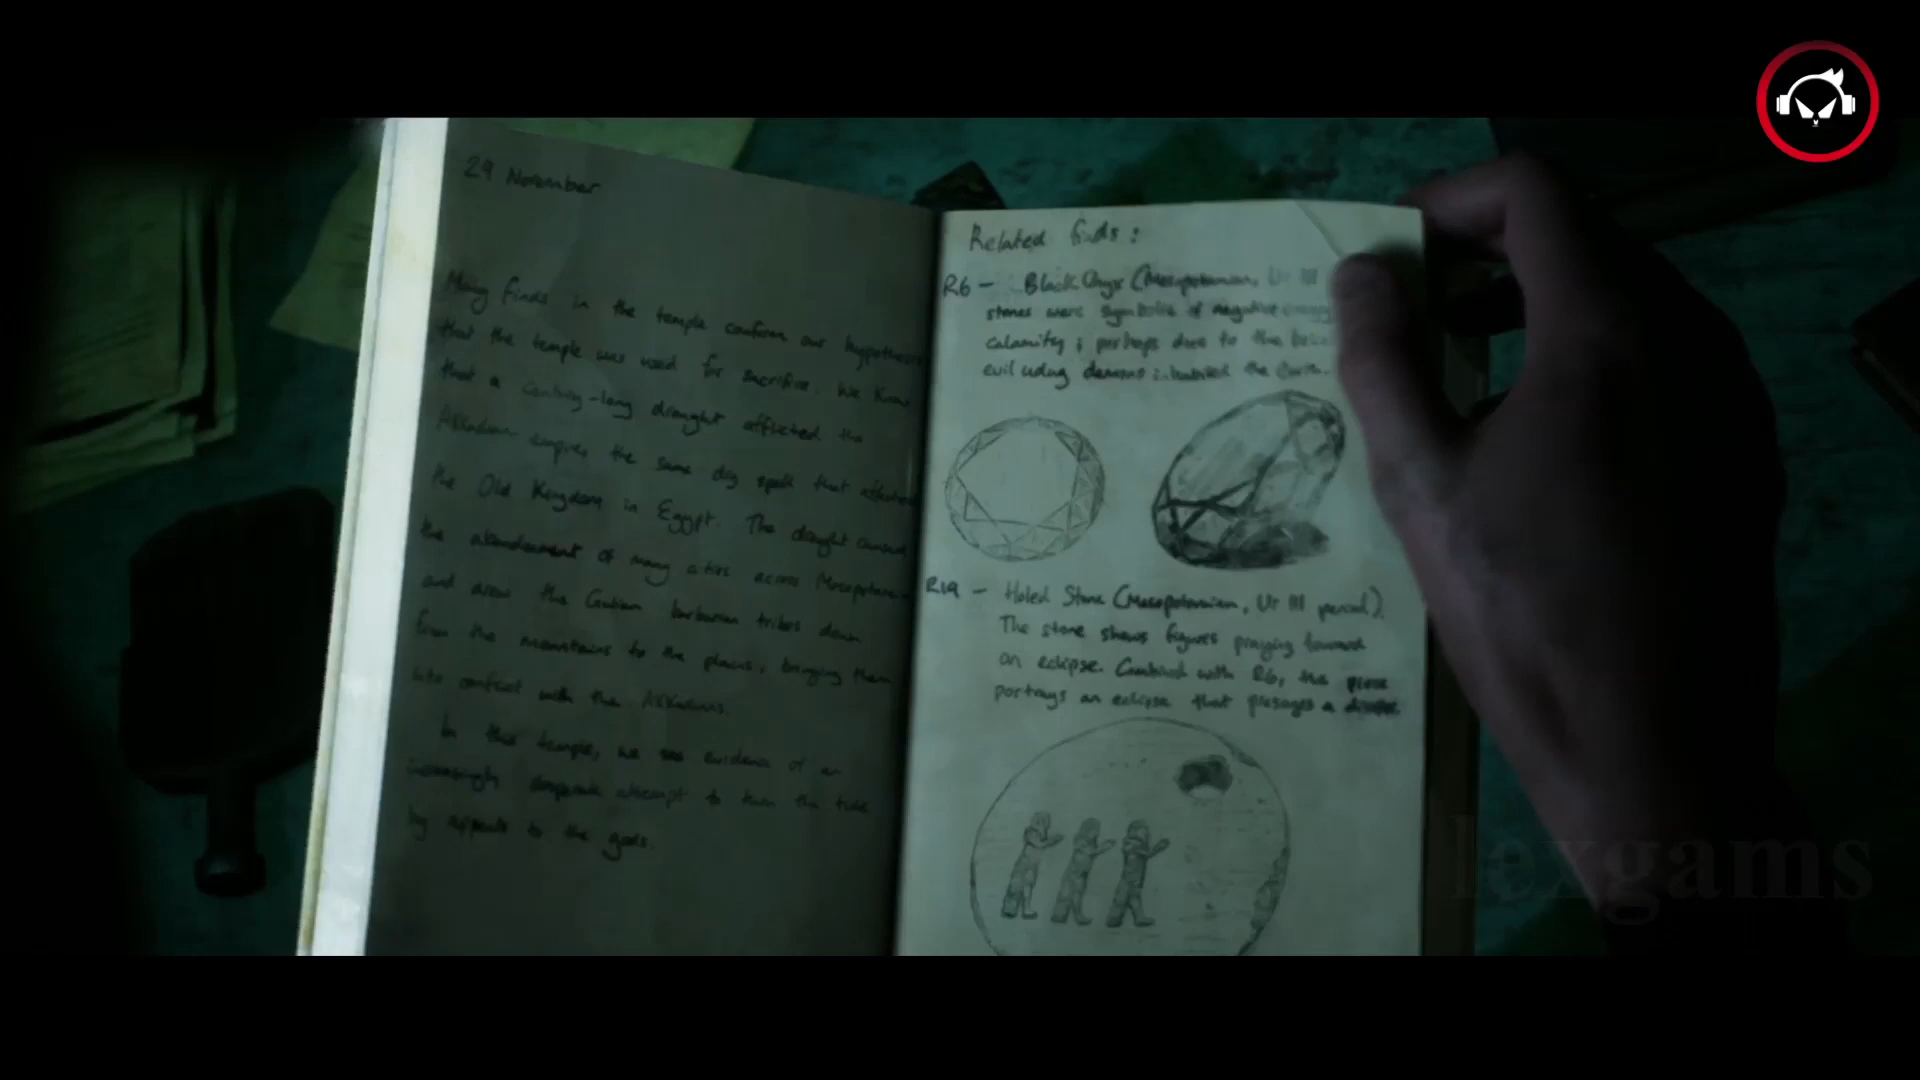 29 November
Many finds in the temple confirm our hypothesis
that the temple was used for sacrifice. We know
that a century-long draught afflicted the
Akkadian empire, the same dry spell that affected
the Old Kingdom in Egypt. The draught caused
the abandonment of many cities across Mesopotamia
and drew the Gutian barbarian tribes down
from the mountains to the plains, bringing them
into conflict with the Akkadians.
In this temple, we see evidence of an
increasingly desperate attempt to turn the tide
by appeals to the gods.
Related finds:
R6 - Black Onyx (Mesopotamian, Ur III
stones were symbolic of negative energy
calamity; perhaps due to the
evil demons inhabited the
R19 - Holed Stone (Mesopotamian, Ur III period).
The stone shows figures praying toward
an eclipse. Combined with R6, the piece
portrays an eclipse that presages a
lexgams